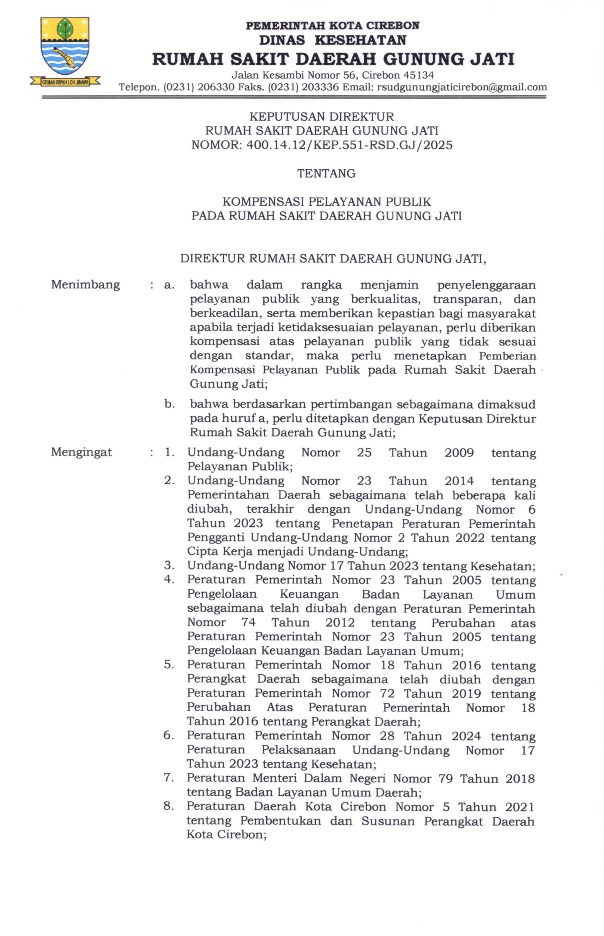 PEMERINTAH KOTA CIREBON
DINAS KESEHATAN
RUMAH SAKIT DAERAH GUNUNG JATI
Jalan Kesambi Nomor 56, Cirebon 45134
Telepon. (0231) 206330 Faks. (0231) 203336 Email: rsudgunungjaticirebon@gmail.com
KEPUTUSAN DIREKTUR
RUMAH SAKIT DAERAH GUNUNG JATI
NOMOR: 400.14.12/KEP.551-RSD.GJ/2025
TENTANG
KOMPENSASI PELAYANAN PUBLIK
PADA RUMAH SAKIT DAERAH GUNUNG JATI
DIREKTUR RUMAH SAKIT DAERAH GUNUNG JATI,
Menimbang : a. bahwa dalam rangka menjamin penyelenggaraan
pelayanan publik yang berkualitas, transparan, dan
berkeadilan, serta memberikan kepastian bagi masyarakat
apabila terjadi ketidaksesuaian pelayanan, perlu diberikan
kompensasi atas pelayanan publik yang tidak sesuai
dengan standar, maka perlu menetapkan Pemberian
Kompensasi Pelayanan Publik pada Rumah Sakit Daerah
Gunung Jati;
b. bahwa berdasarkan pertimbangan sebagaimana dimaksud
pada huruf a, perlu ditetapkan dengan Keputusan Direktur
Rumah Sakit Daerah Gunung Jati;
Mengingat : 1. Undang-Undang Nomor 25 Tahun 2009 tentang
Pelayanan Publik;
2. Undang-Undang Nomor 23 Tahun 2014 tentang
Pemerintahan Daerah sebagaimana telah beberapa kali
diubah, terakhir dengan Undang-Undang Nomor 6
Tahun 2023 tentang Penetapan Peraturan Pemerintah
Pengganti Undang-Undang Nomor 2 Tahun 2022 tentang
Cipta Kerja menjadi Undang-Undang;
3. Undang-Undang Nomor 17 Tahun 2023 tentang Kesehatan;
4. Peraturan Pemerintah Nomor 23 Tahun 2005 tentang
Pengelolaan Keuangan Badan Layanan Umum
sebagaimana telah diubah dengan Peraturan Pemerintah
Nomor 74 Tahun 2012 tentang Perubahan atas
Peraturan Pemerintah Nomor 23 Tahun 2005 tentang
Pengelolaan Keuangan Badan Layanan Umum;
5. Peraturan Pemerintah Nomor 18 Tahun 2016 tentang
Perangkat Daerah sebagaimana telah diubah dengan
Peraturan Pemerintah Nomor 72 Tahun 2019 tentang
Perubahan Atas Peraturan Pemerintah Nomor 18
Tahun 2016 tentang Perangkat Daerah;
6. Peraturan Pemerintah Nomor 28 Tahun 2024 tentang
Peraturan Pelaksanaan Undang-Undang Nomor 17
Tahun 2023 tentang Kesehatan;
7. Peraturan Menteri Dalam Negeri Nomor 79 Tahun 2018
tentang Badan Layanan Umum Daerah;
8. Peraturan Daerah Kota Cirebon Nomor 5 Tahun 2021
tentang Pembentukan dan Susunan Perangkat Daerah
Kota Cirebon;